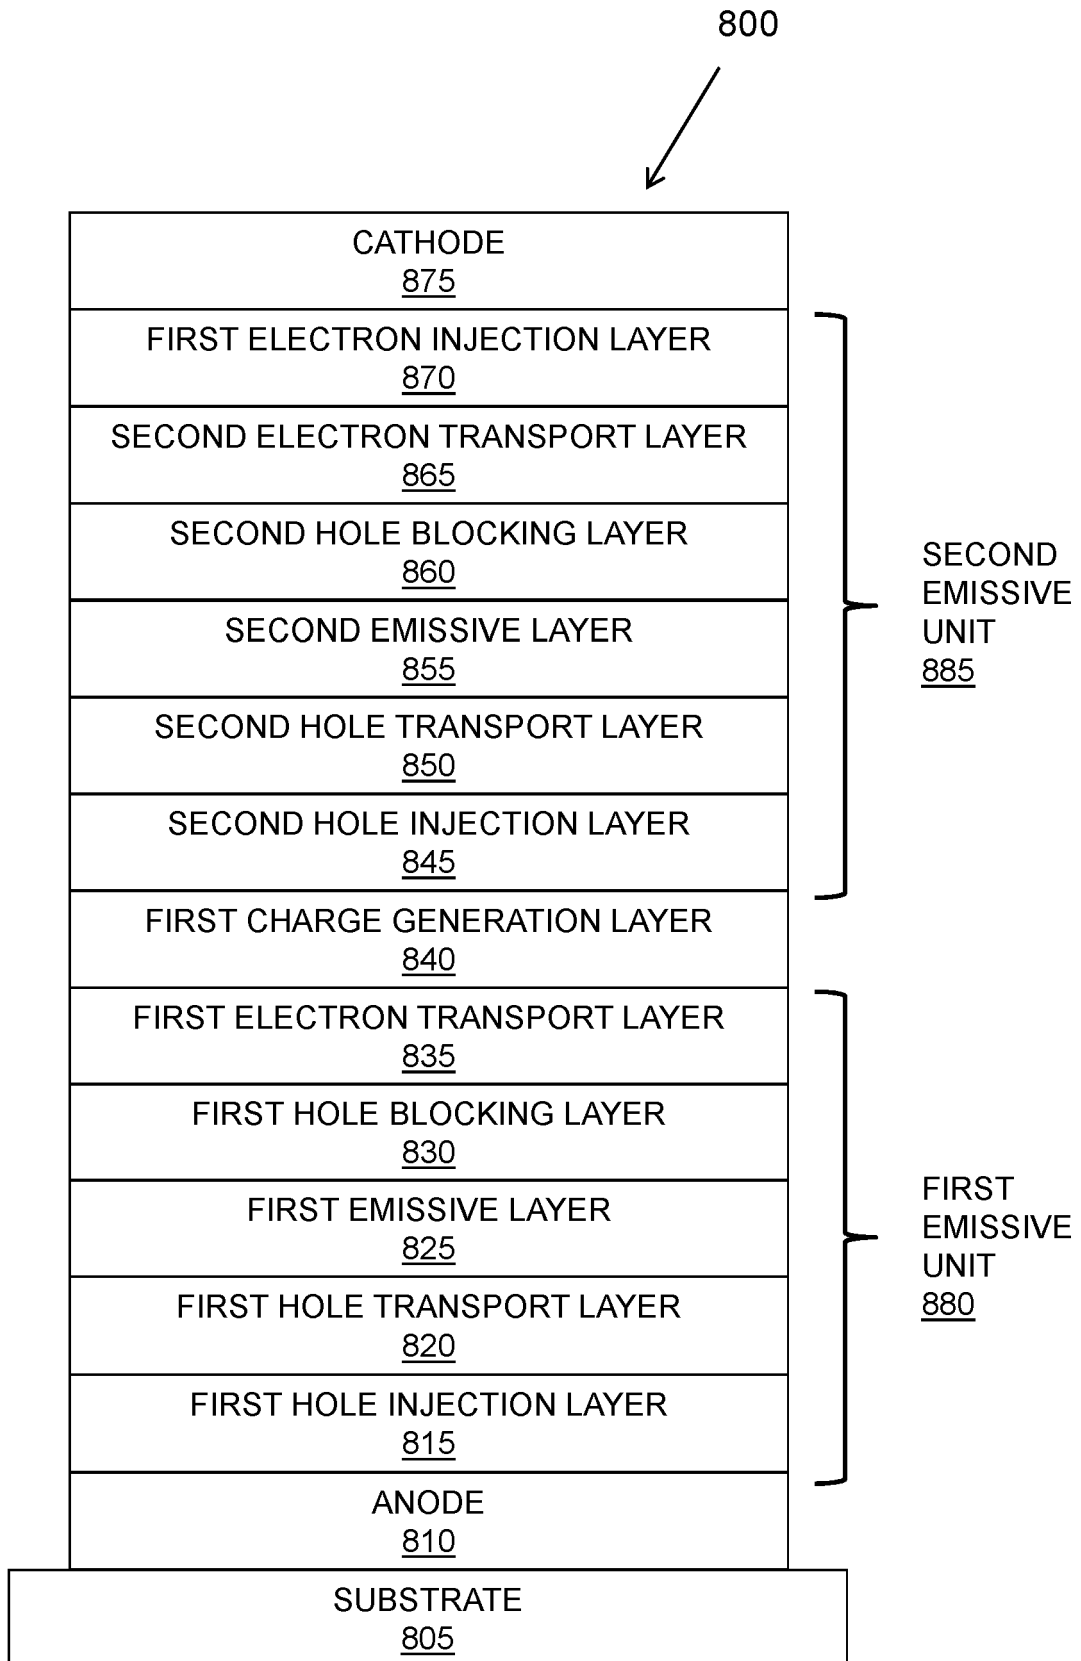 800
CATHODE
875
FIRST ELECTRON INJECTION LAYER
870
SECOND ELECTRON TRANSPORT LAYER
865
SECOND HOLE BLOCKING LAYER
860
SECOND EMISSIVE LAYER
855
SECOND HOLE TRANSPORT LAYER
850
SECOND HOLE INJECTION LAYER
845
SECOND
EMISSIVE
UNIT
885
FIRST CHARGE GENERATION LAYER
840
FIRST ELECTRON TRANSPORT LAYER
835
FIRST HOLE BLOCKING LAYER
830
FIRST EMISSIVE LAYER
825
FIRST HOLE TRANSPORT LAYER
820
FIRST HOLE INJECTION LAYER
815
FIRST
EMISSIVE
UNIT
880
ANODE
810
SUBSTRATE
805